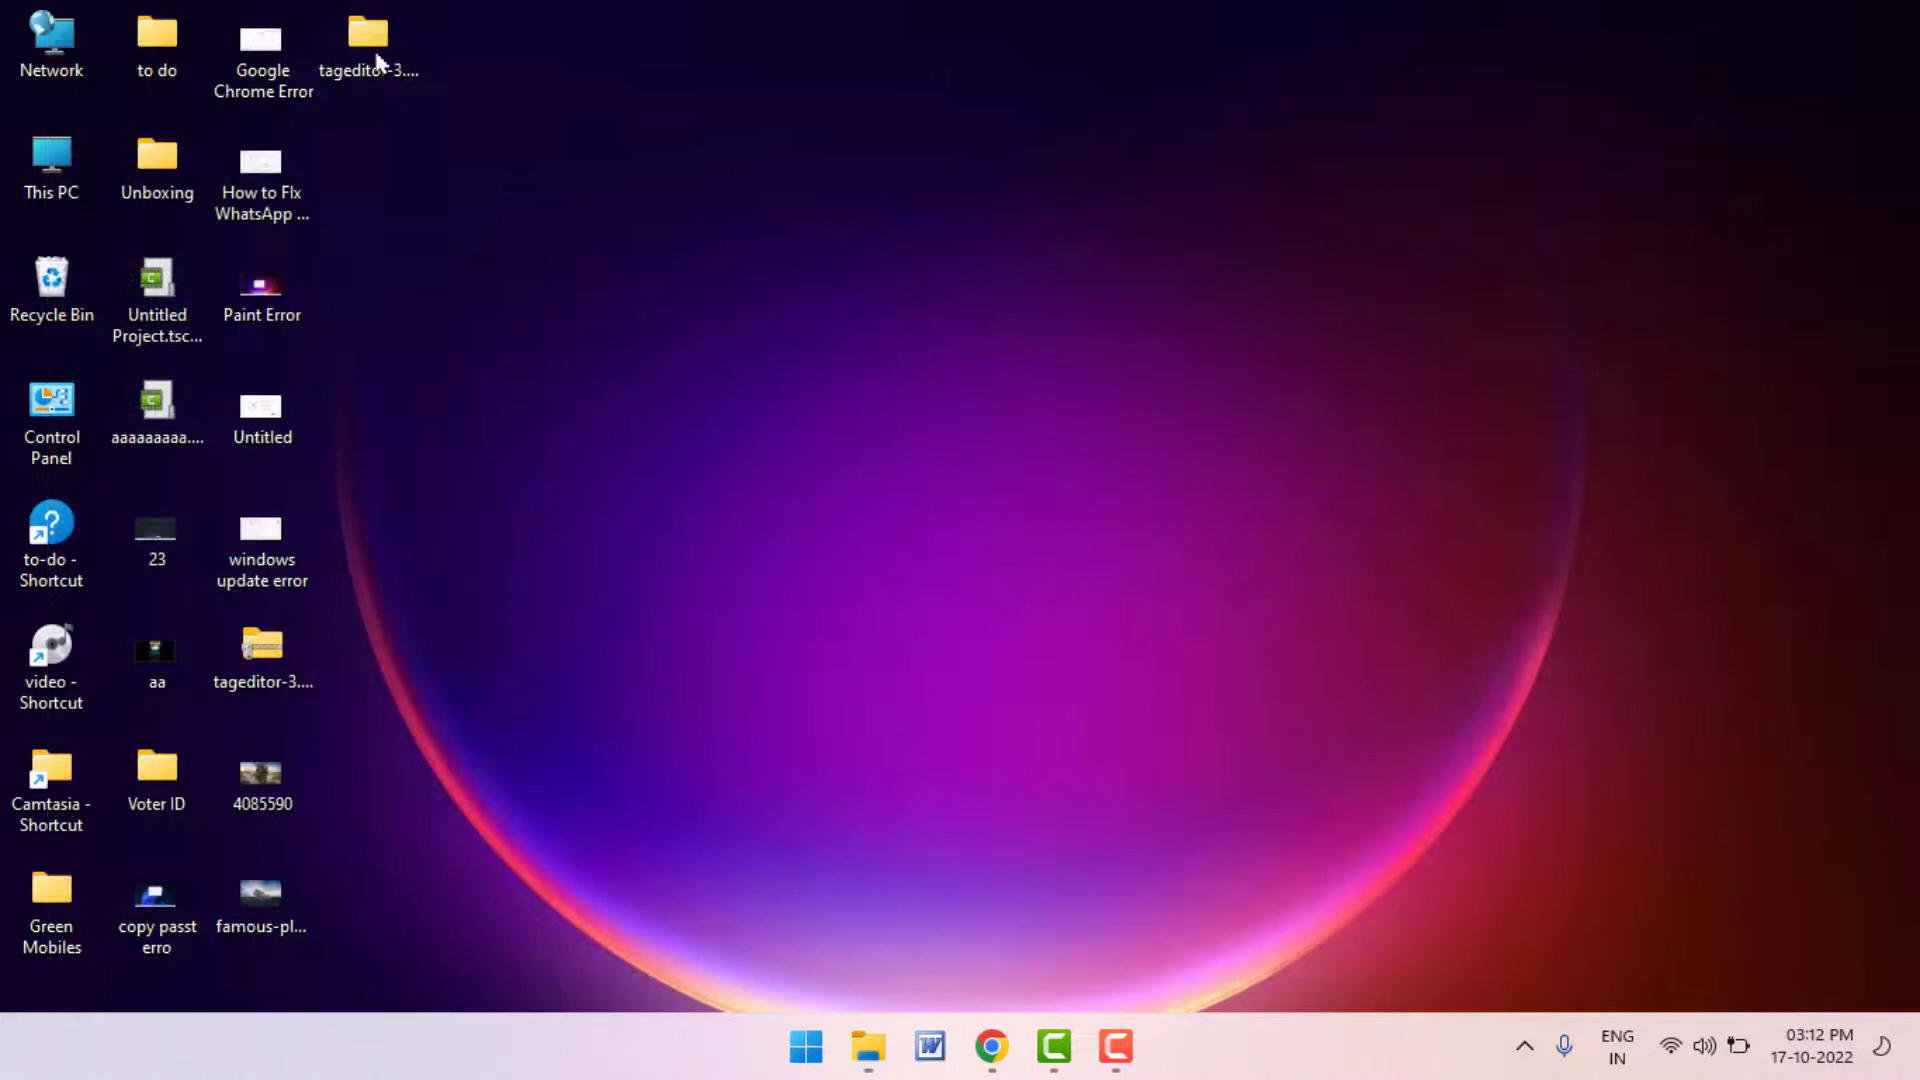 Network
to do
Google
Chrome Error
tageditor-3....
This PC
Unboxing
How to FIx
WhatsApp ...
Recycle Bin
Untitled
Project.tsc...
Paint Error
Control
Panel
aaaaaaaaa....
Untitled
to-do -
Shortcut
23
windows
update error
video -
Shortcut
aa
tageditor-3....
Camtasia -
Shortcut
Voter ID
4085590
Green
Mobiles
copy passt
erro
famous-pl...
ENG
IN
03:12 PM
17-10-2022